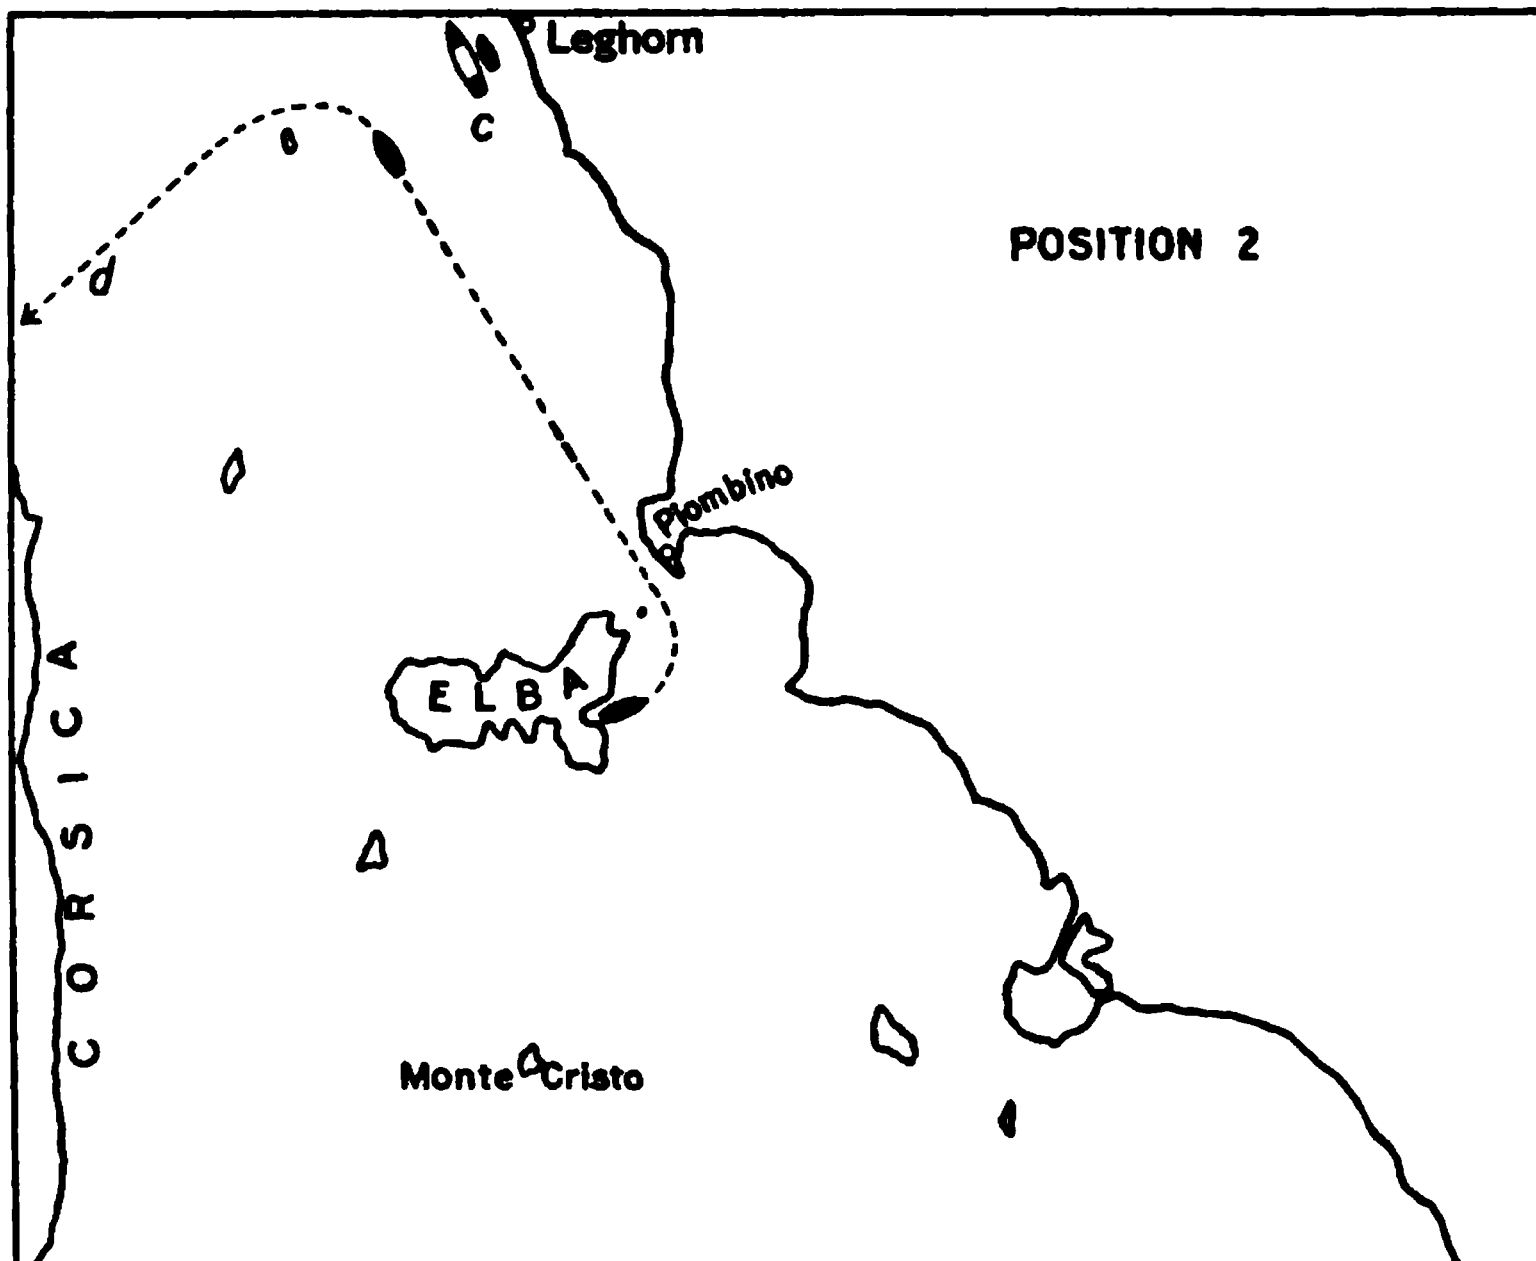 Leghorn
c
d
POSITION 2
Piombino
ELBA
CORSICA
Monte Cristo